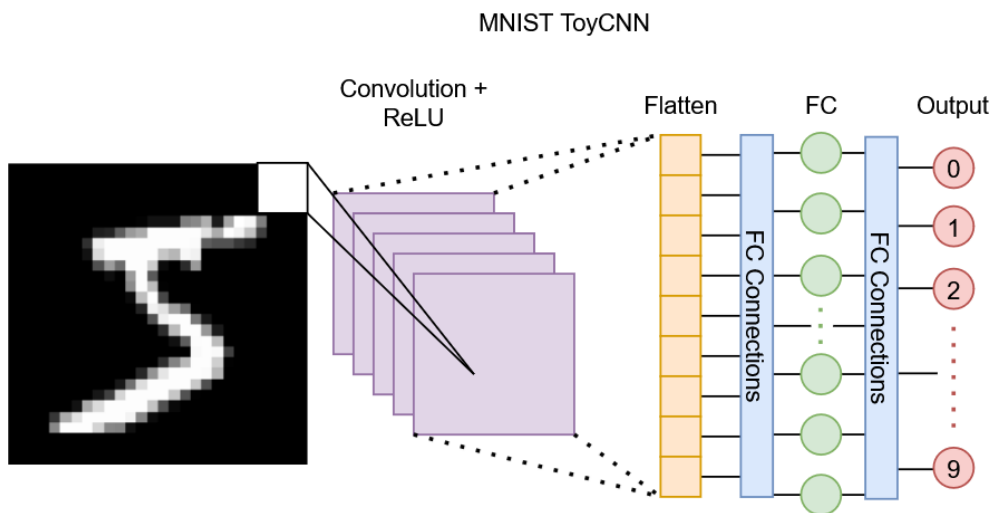 MNIST ToyCNN
Convolution +
ReLU
Flatten
FC
Output
FC Connections
FC Connections
0
1
2
9